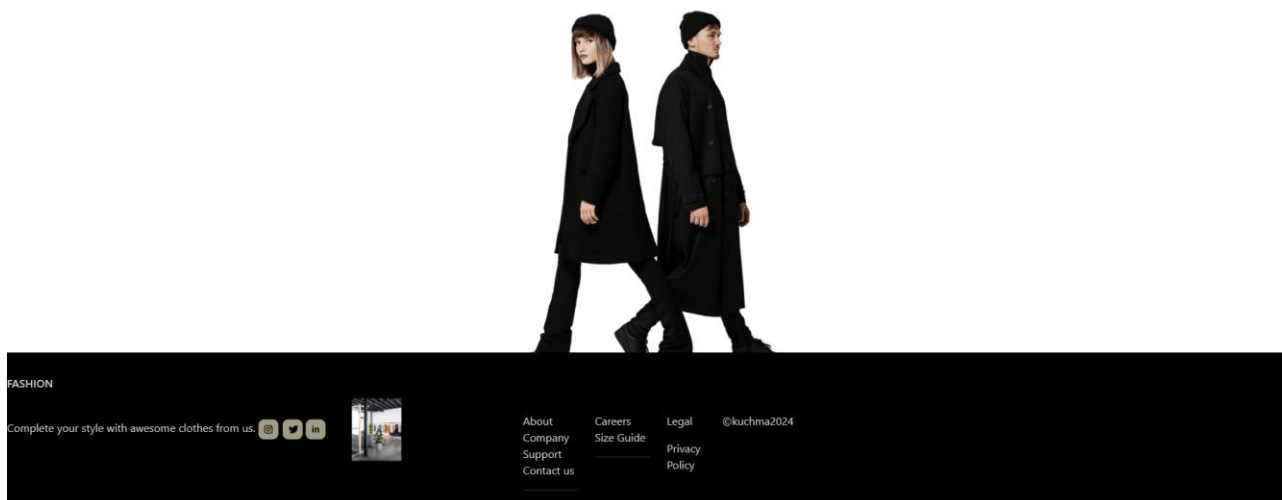 FASHION
Complete your style with awesome clothes from us.
in
About
Company
Support
Contact us
Careers
Size Guide
Legal
Privacy
Policy
©kuchma2024